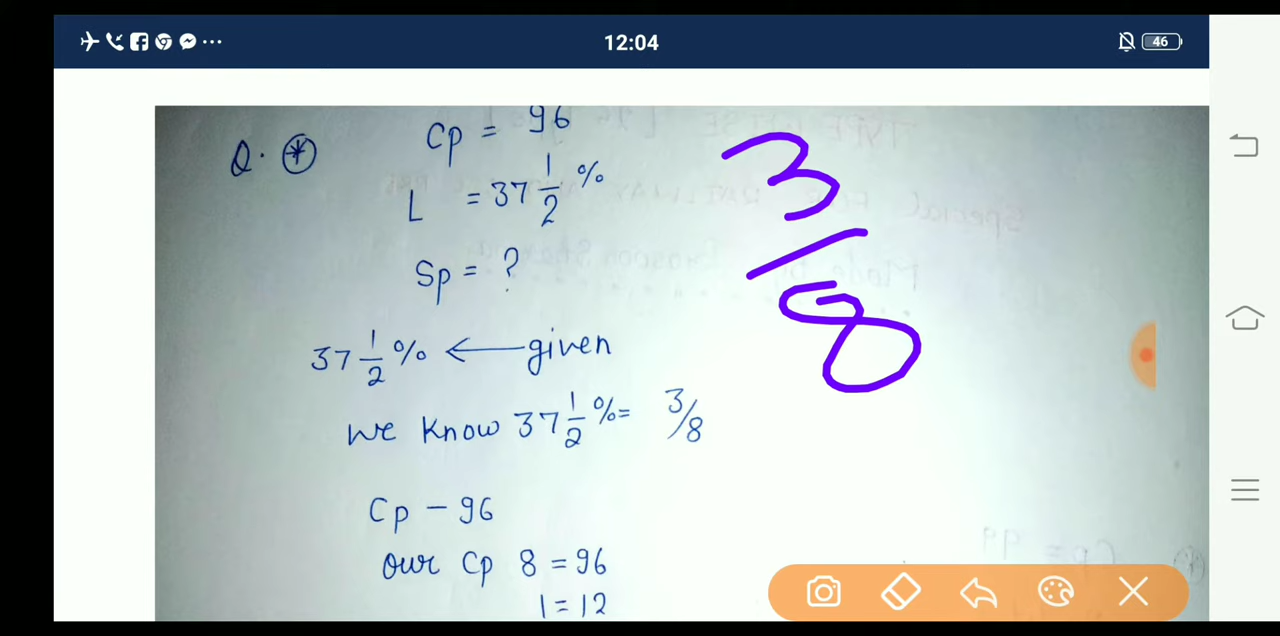 12:04
46
Q. * Cp = 96
L = 37 1/2 %
Sp = ?
37 1/2 % ← given
We know 37 1/2 % = 3/8
Cp – 96
our Cp 8 = 96
1 = 12
3/8